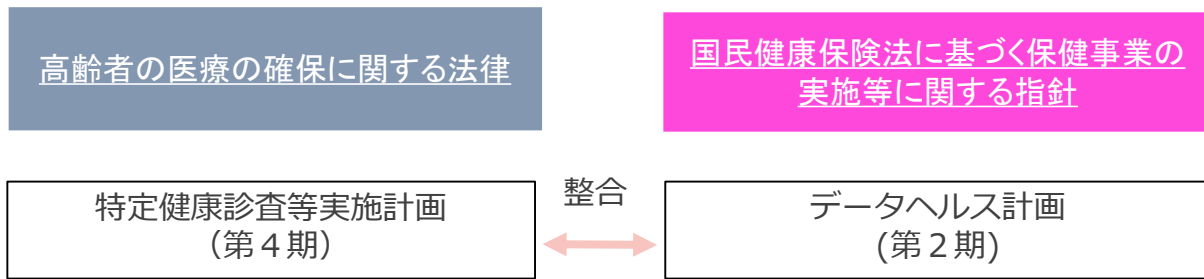 高齢者の医療の確保に関する法律
国民健康保険法に基づく保健事業の
実施等に関する指針
特定健康診査等実施計画
（第４期）
整合
データヘルス計画
(第２期)